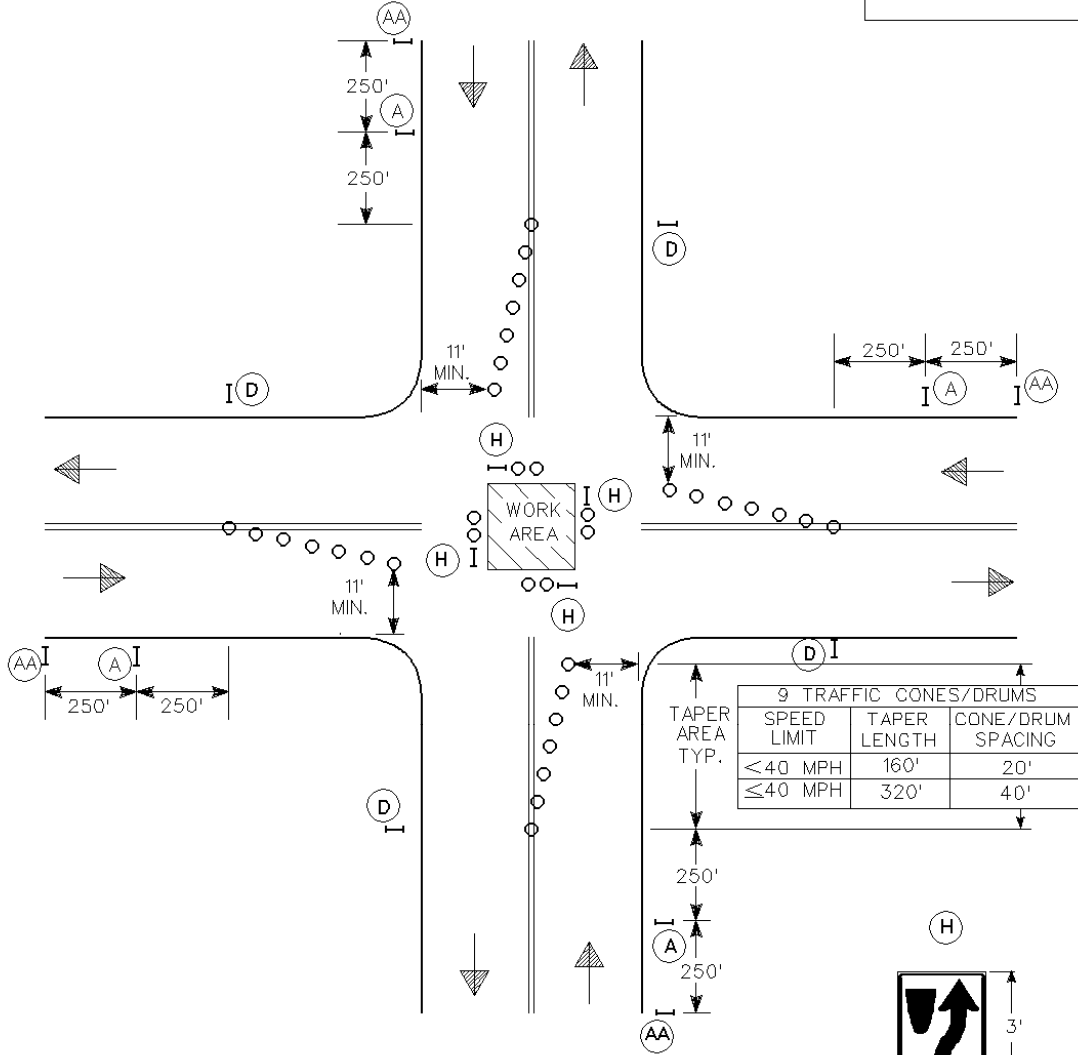 AA
250'
A
250'
D
11'
MIN.
250'
250'
A
AA
D
11'
MIN.
H
H
WORK
AREA
H
11'
MIN.
H
AA
A
250'
250'
D
11'
MIN.
TAPER
AREA
TYP.
9 TRAFFIC CONES/DRUMS
SPEED LIMIT TAPER LENGTH CONE/DRUM SPACING
<40 MPH 160' 20'
≤40 MPH 320' 40'
D
250'
A
250'
AA
H
3'